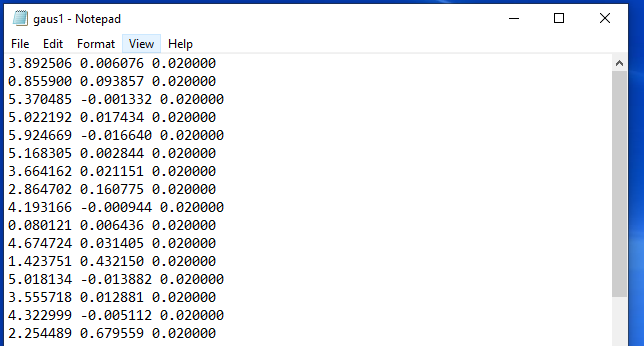 gaus1 - Notepad
File Edit Format View Help
3.892506 0.006076 0.020000
0.855900 0.093857 0.020000
5.370485 -0.001332 0.020000
5.022192 0.017434 0.020000
5.924669 -0.016640 0.020000
5.168305 0.002844 0.020000
3.664162 0.021151 0.020000
2.864702 0.160775 0.020000
4.193166 -0.000944 0.020000
0.080121 0.006436 0.020000
4.674724 0.031405 0.020000
1.423751 0.432150 0.020000
5.018134 -0.013882 0.020000
3.555718 0.012881 0.020000
4.322999 -0.005112 0.020000
2.254489 0.679559 0.020000